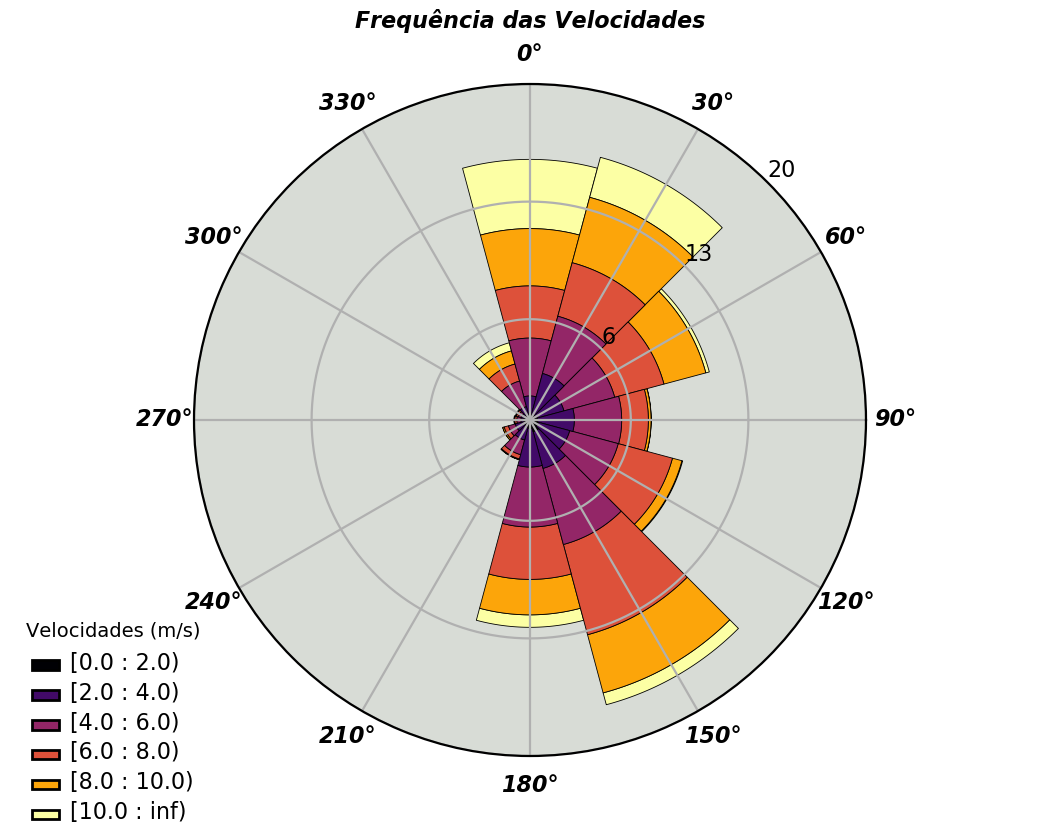 Frequência das Velocidades
0°
330°
30°
20
300°
60°
13
6
270°
90°
240°
120°
210°
150°
180°
Velocidades (m/s)
[0.0 : 2.0)
[2.0 : 4.0)
[4.0 : 6.0)
[6.0 : 8.0)
[8.0 : 10.0)
[10.0 : inf)